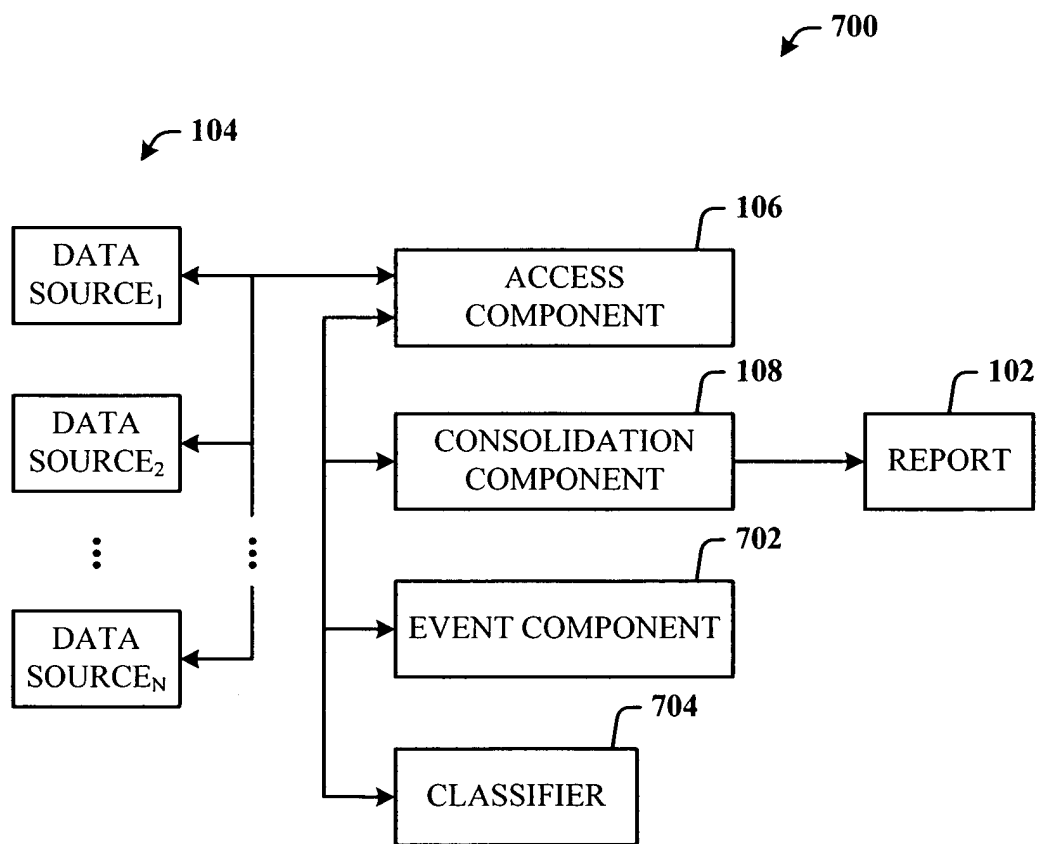 700
104
106
DATA
SOURCE₁
ACCESS
COMPONENT
108
102
DATA
SOURCE₂
CONSOLIDATION
COMPONENT
REPORT
702
EVENT COMPONENT
DATA
SOURCE_N
704
CLASSIFIER